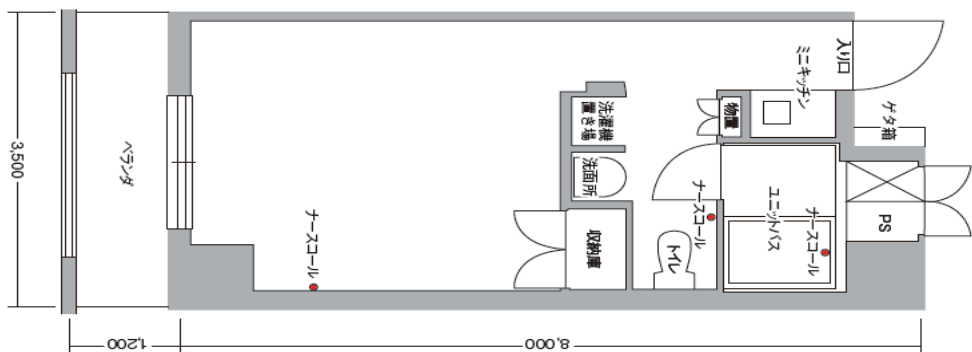 入り口
ミニキッチン
ゲタ箱
物置
洗濯機
置き場
洗面所
ナースコール
ユニットバス
ナースコール
PS
トイレ
収納庫
ナースコール
ベランダ
3,500
1,200
8,000